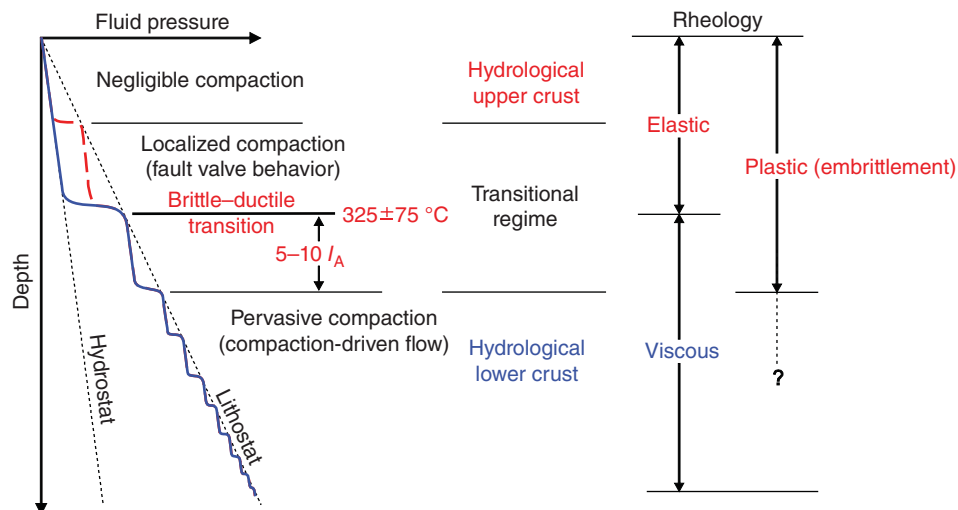 Fluid pressure
Rheology
Negligible compaction
Hydrological
upper crust
Elastic
Localized compaction
(fault valve behavior)
Plastic (embrittlement)
Brittle–ductile
transition
325±75 °C
Transitional
regime
5–10 lA
Depth
Pervasive compaction
(compaction-driven flow)
Hydrological
lower crust
Viscous
?
Hydrostat
Lithostat